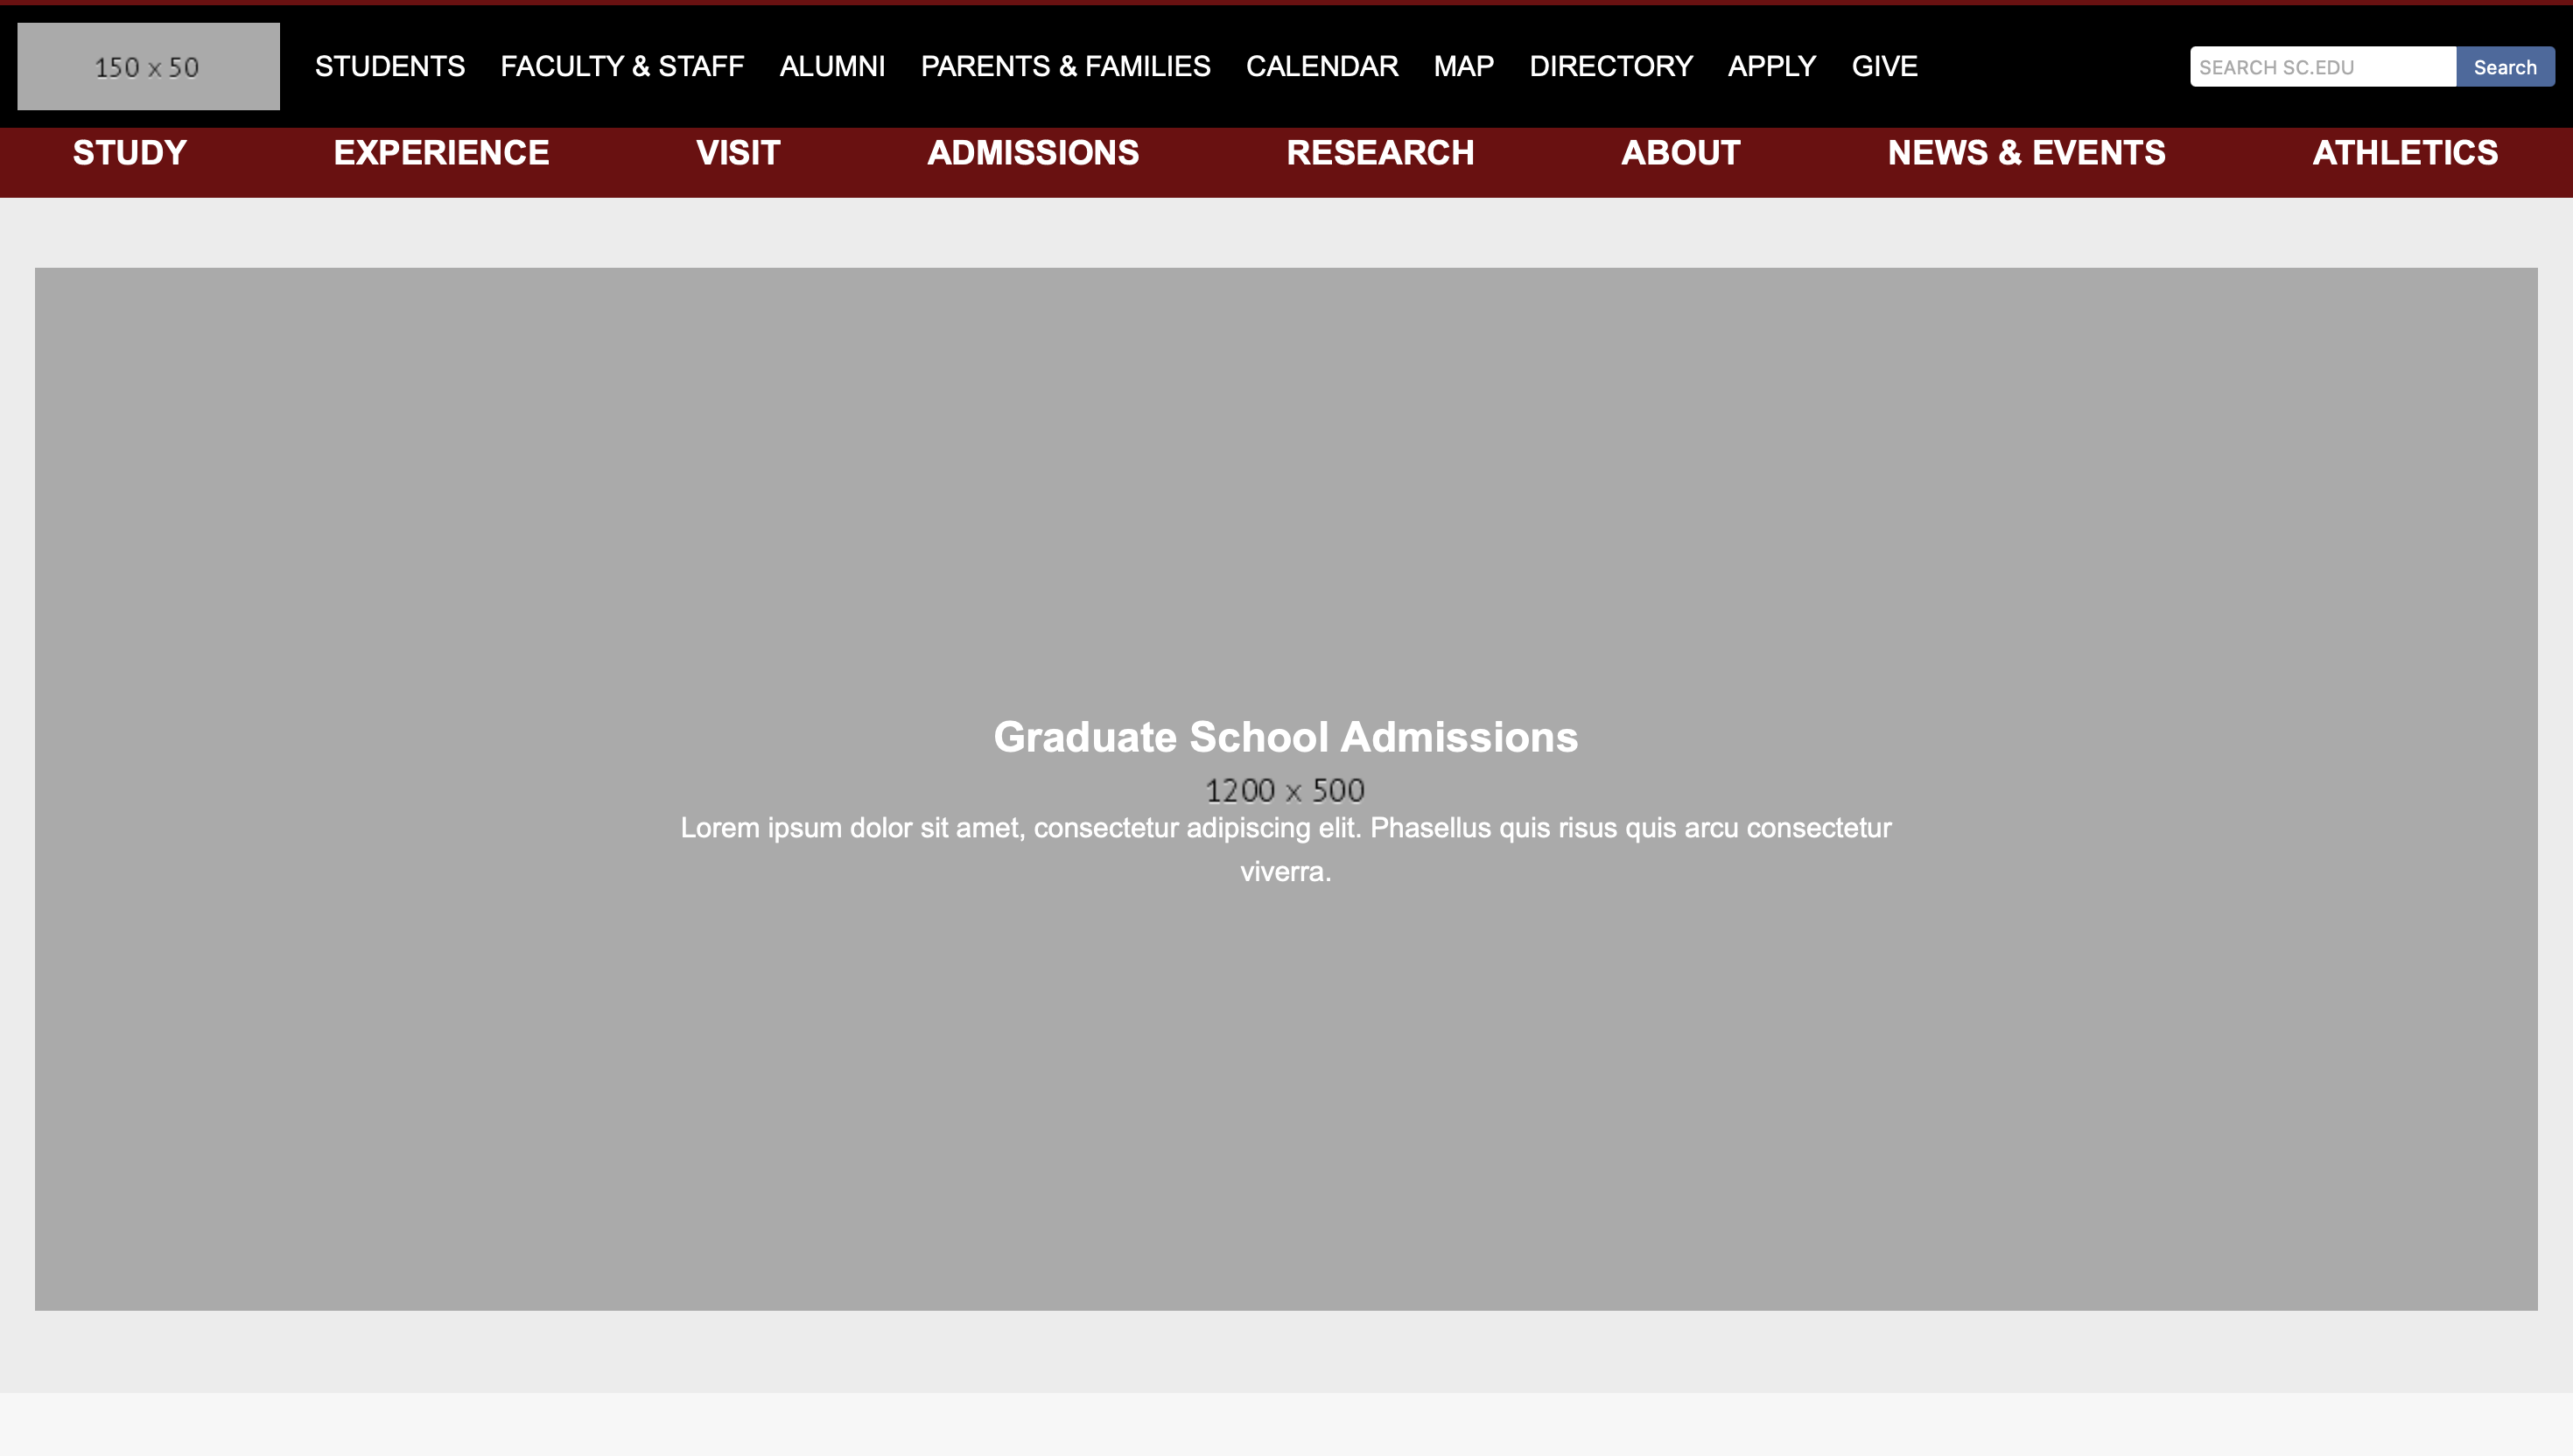 150 x 50
STUDENTS FACULTY & STAFF ALUMNI PARENTS & FAMILIES CALENDAR MAP DIRECTORY APPLY GIVE
SEARCH SC.EDU Search
STUDY EXPERIENCE VISIT ADMISSIONS RESEARCH ABOUT NEWS & EVENTS ATHLETICS
Graduate School Admissions
1200 x 500
Lorem ipsum dolor sit amet, consectetur adipiscing elit. Phasellus quis risus quis arcu consectetur
viverra.